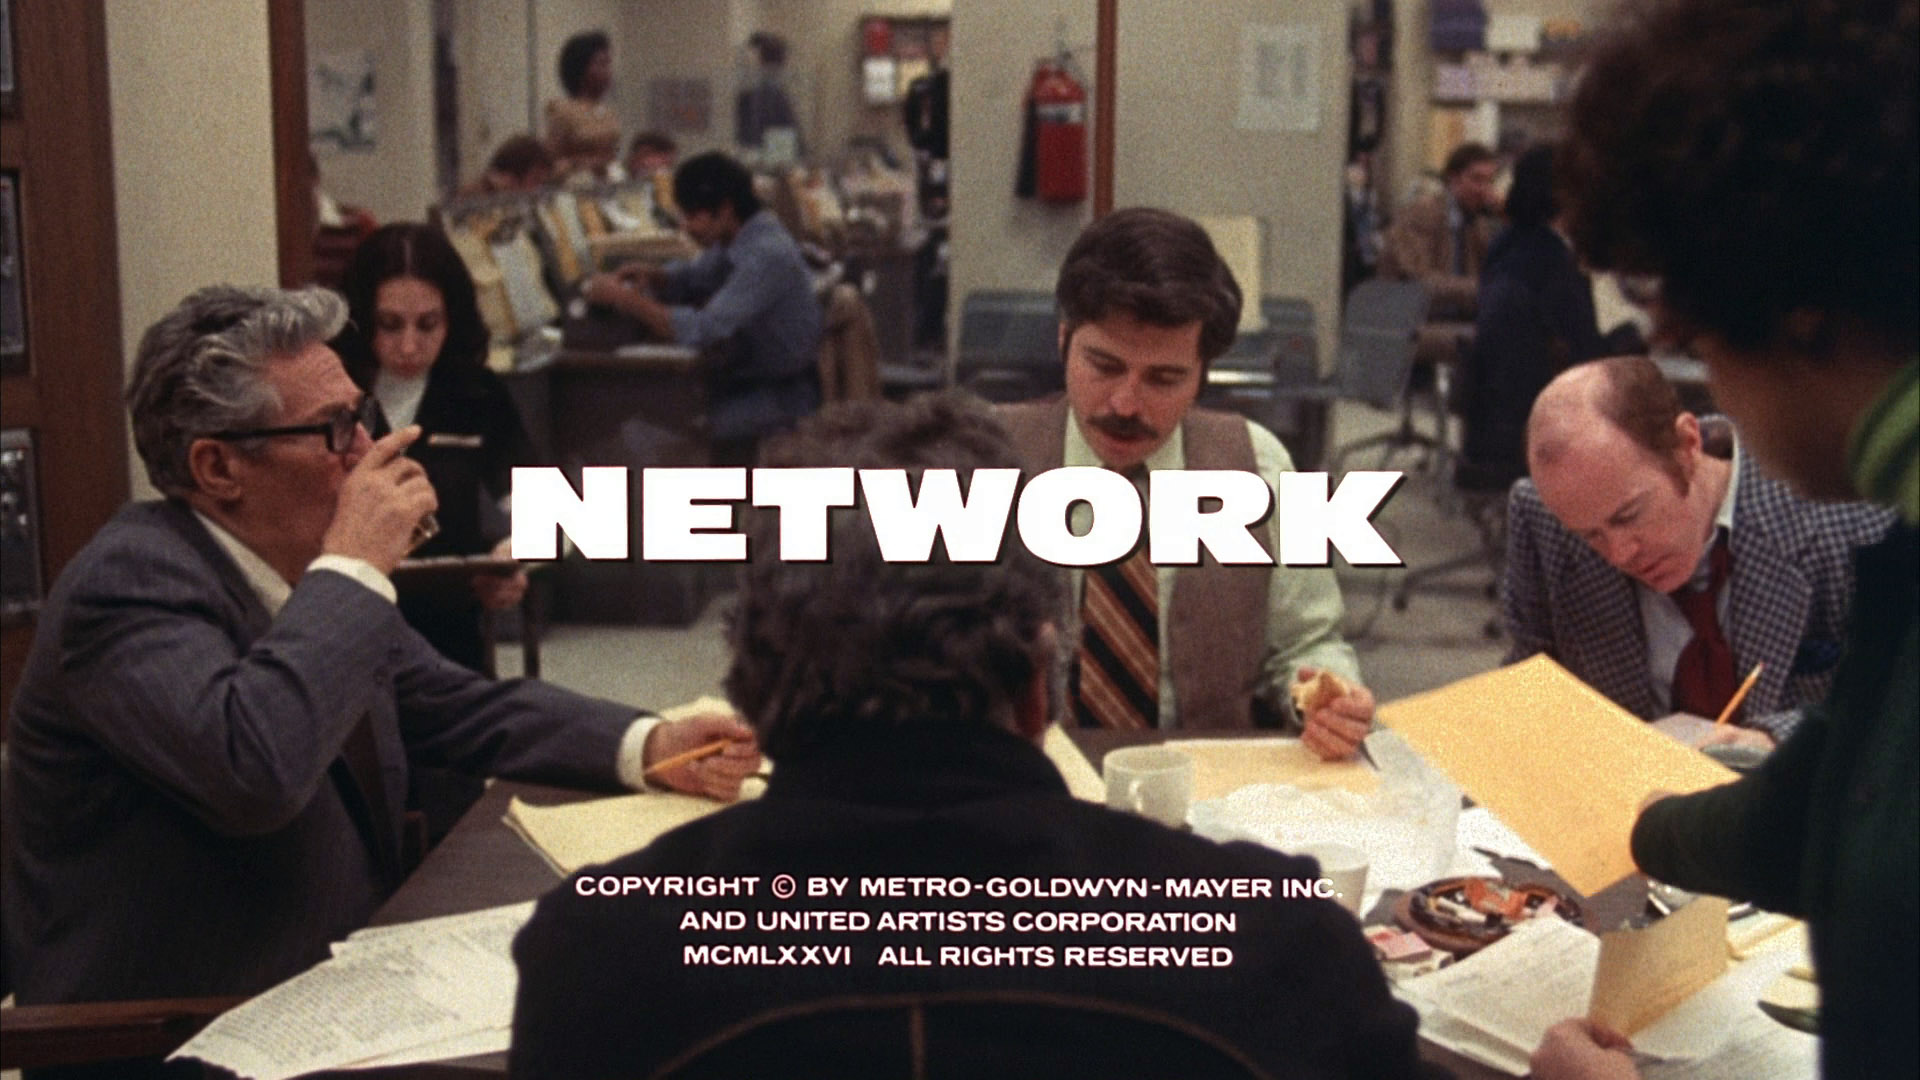 NETWORK
COPYRIGHT © BY METRO-GOLDWYN-MAYER INC.
AND UNITED ARTISTS CORPORATION
MCMLXXVI ALL RIGHTS RESERVED